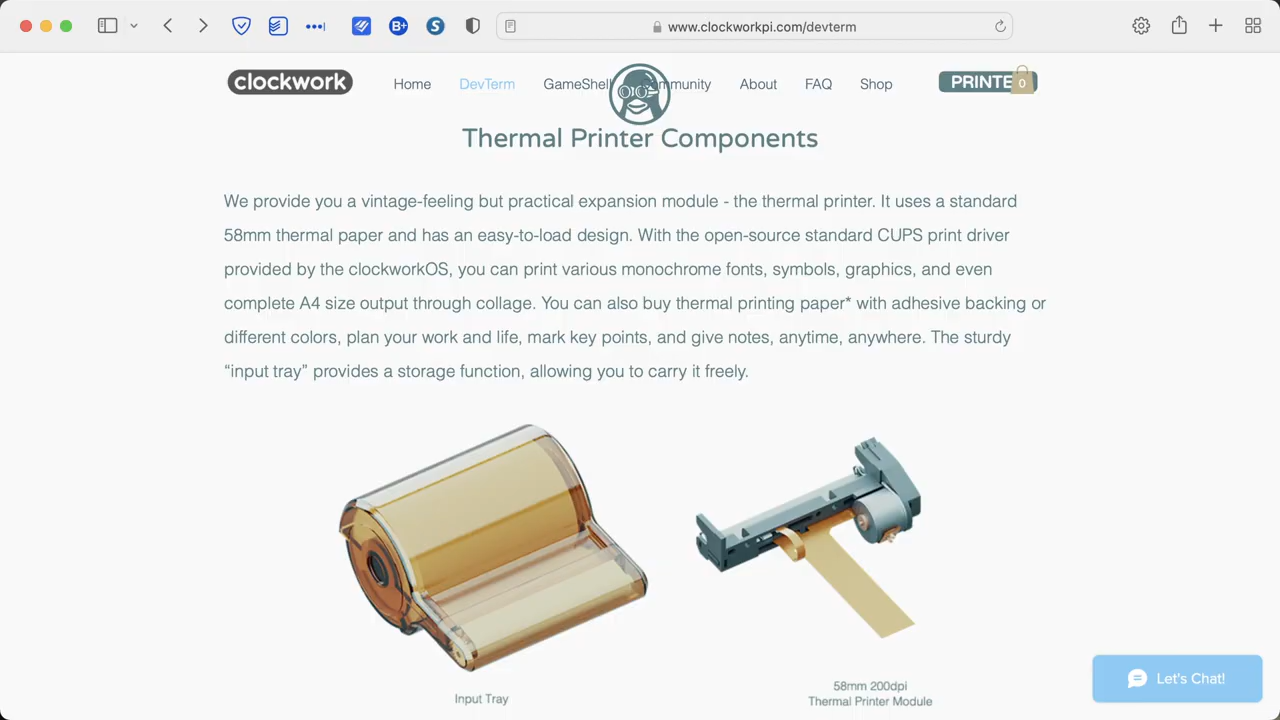 B+
S
www.clockworkpi.com/devterm
clockwork
Home
DevTerm
GameShell
Community
About
FAQ
Shop
PRINTE
0
Thermal Printer Components
We provide you a vintage-feeling but practical expansion module - the thermal printer. It uses a standard
58mm thermal paper and has an easy-to-load design. With the open-source standard CUPS print driver
provided by the clockworkOS, you can print various monochrome fonts, symbols, graphics, and even
complete A4 size output through collage. You can also buy thermal printing paper* with adhesive backing or
different colors, plan your work and life, mark key points, and give notes, anytime, anywhere. The sturdy
“input tray” provides a storage function, allowing you to carry it freely.
Input Tray
58mm 200dpi
Thermal Printer Module
Let's Chat!